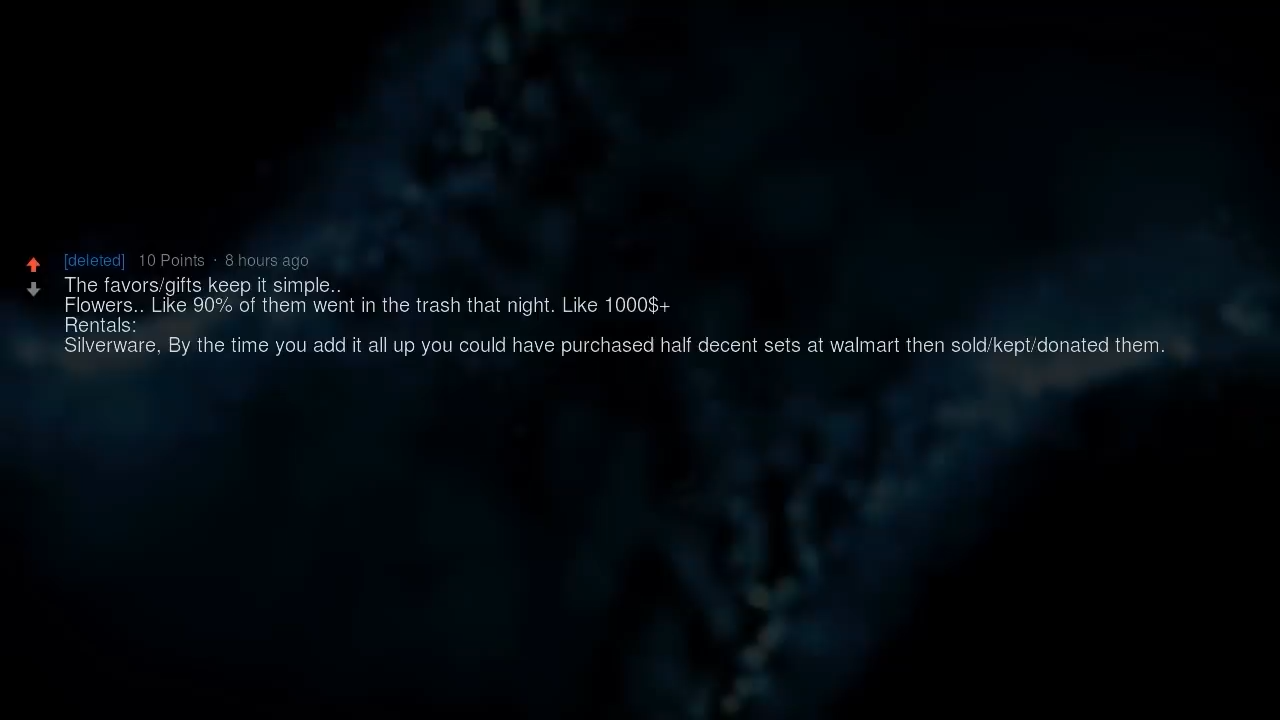 [deleted] 10 Points · 8 hours ago
The favors/gifts keep it simple..
Flowers.. Like 90% of them went in the trash that night. Like 1000$+
Rentals:
Silverware, By the time you add it all up you could have purchased half decent sets at walmart then sold/kept/donated them.